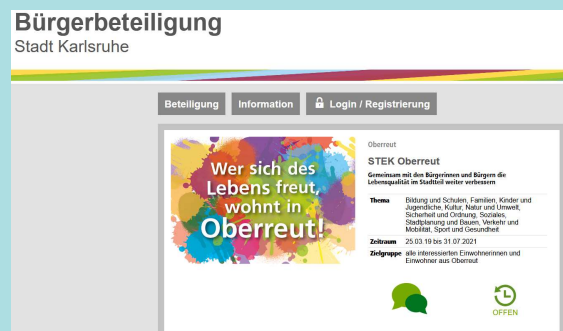 Bürgerbeteiligung
Stadt Karlsruhe
Beteiligung Information Login / Registrierung
Wer sich des
Lebens freut,
wohnt in
Oberreut!
Oberreut
STEK Oberreut
Gemeinsam mit den Bürgerinnen und Bürgern die
Lebensqualität im Stadtteil weiter verbessern
Thema Bildung und Schulen, Familien, Kinder und
Jugendliche, Kultur, Natur und Umwelt,
Sicherheit und Ordnung, Soziales,
Stadtplanung und Bauen, Verkehr und
Mobilität, Sport und Gesundheit
Zeitraum 25.03.19 bis 31.07.2021
Zielgruppe alle interessierten Einwohnerinnen und
Einwohner aus Oberreut
OFFEN